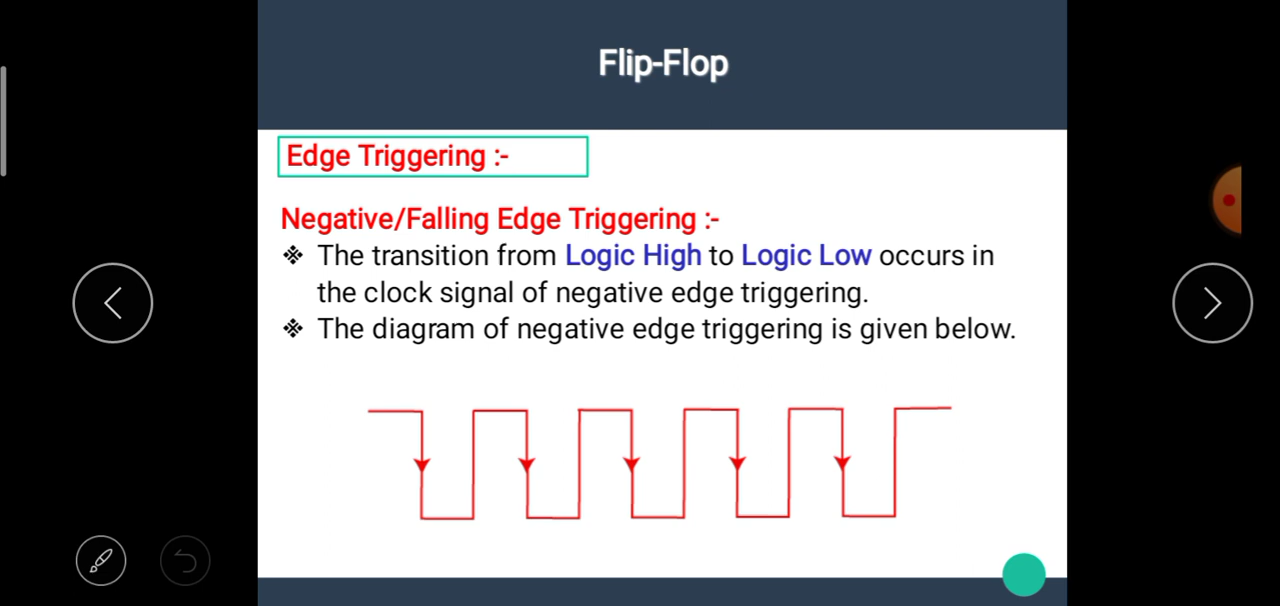 Flip-Flop
Edge Triggering :-
Negative/Falling Edge Triggering :-
❖ The transition from Logic High to Logic Low occurs in
the clock signal of negative edge triggering.
❖ The diagram of negative edge triggering is given below.